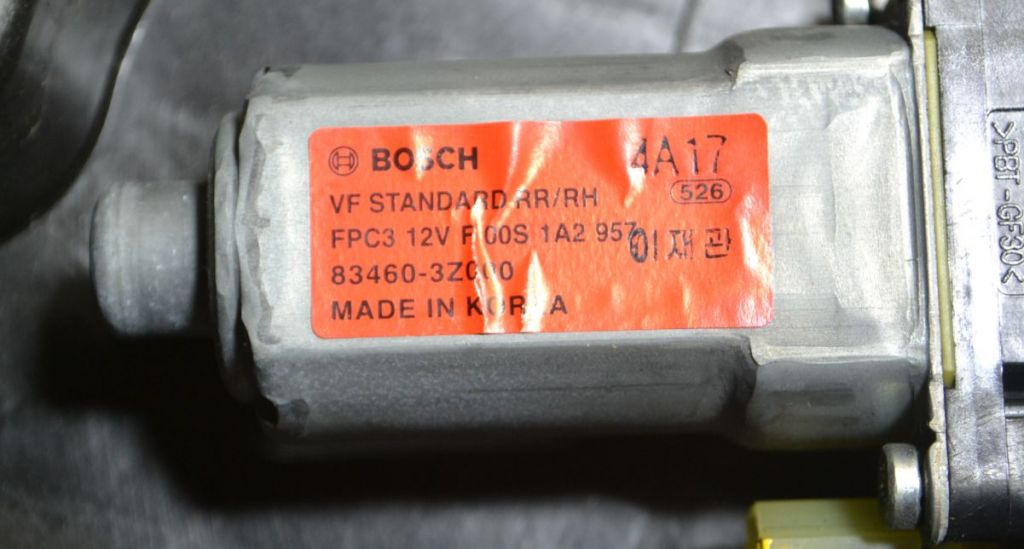 BOSCH
4A17
526
VF STANDARD RR/RH
FPC3 12V F 00S 1A2 957
이재관
83460-3Z000
MADE IN KOREA
>PBT-GF30<